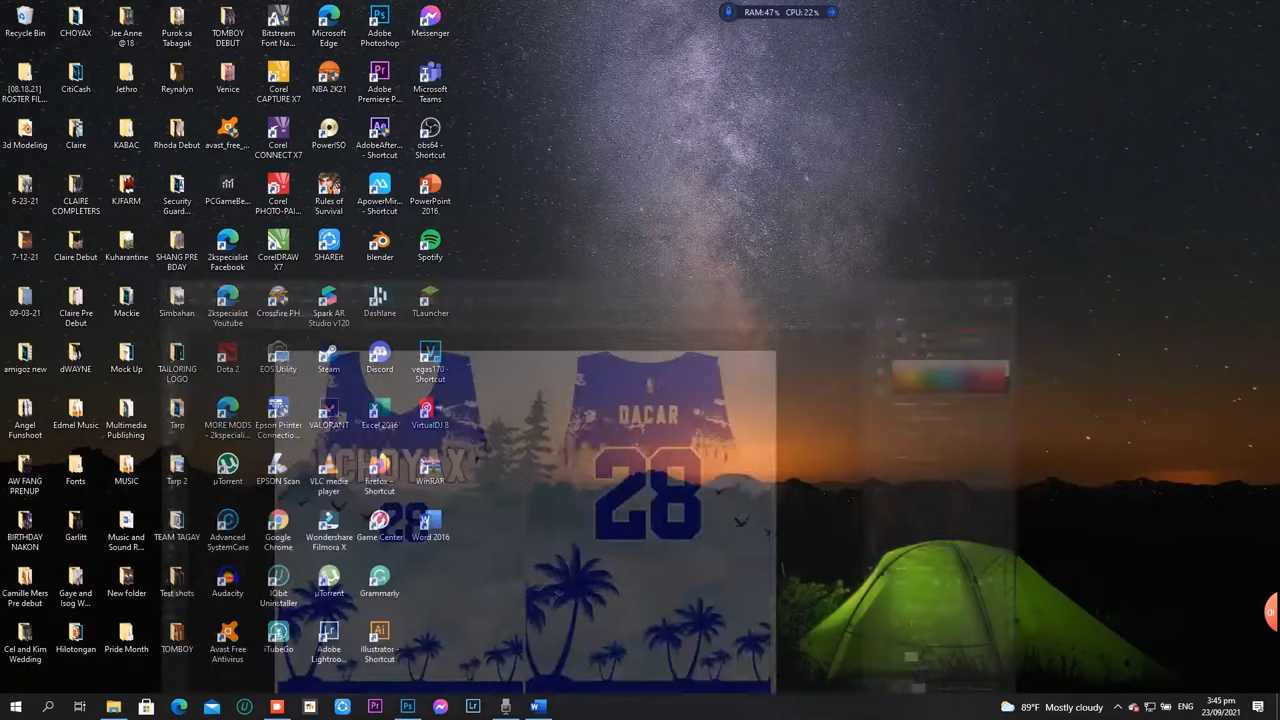 RAM:47% CPU:22%
Recycle Bin
CHOYAX
Jee Anne
@18
Purok sa
Tabagak
TOMBOY
DEBUT
Bitstream
Font Na...
Microsoft
Edge
Adobe
Photoshop
Messenger
[08.18.21]
ROSTER FIL...
CitiCash
Jethro
Reynalyn
Venice
Corel
CAPTURE X7
NBA 2K21
Adobe
Premiere P...
Microsoft
Teams
3d Modeling
Claire
KABAC
Rhoda Debut
avast_free_...
Corel
CONNECT X7
PowerISO
AdobeAfter...
- Shortcut
obs64 -
Shortcut
6-23-21
CLAIRE
COMPLETERS
KJFARM
Security
Guard...
PCGameBe...
Corel
PHOTO-PAI...
Rules of
Survival
ApowerMir...
- Shortcut
PowerPoint
2016
7-12-21
Claire Debut
Kuharantine
SHANG PRE
BDAY
2kspecialist
Facebook
CorelDRAW
X7
SHAREit
blender
Spotify
09-03-21
Claire Pre
Debut
Mackie
Simbahan
2kspecialist
Youtube
Crossfire PH
Spark AR
Studio v120
Dashlane
TLauncher
amigoz new
dWAYNE
Mock Up
TAILORING
LOGO
Dota 2
EOS Utility
Steam
Discord
vegas170 -
Shortcut
Angel
Funshoot
Edmel Music
Multimedia
Publishing
Tarp
MORE MODS
- 2kspeciali...
Epson Printer
Connectio...
VALORANT
Excel 2016
VirtualDJ 8
AW FANG
PRENUP
Fonts
MUSIC
Tarp 2
µTorrent
EPSON Scan
VLC media
player
firefox -
Shortcut
WinRAR
BIRTHDAY
NAKON
Garlitt
Music and
Sound R...
TEAM TAGAY
Advanced
SystemCare
Google
Chrome
Wondershare
Filmora X
Game Center
Word 2016
Camille Mers
Pre debut
Gaye and
Isog W...
New folder
Test shots
Audacity
IObit
Uninstaller
µTorrent
Grammarly
Cel and Kim
Wedding
Hilotongan
Pride Month
TOMBOY
Avast Free
Antivirus
iTubeGo
Adobe
Lightroo...
Illustrator -
Shortcut
CHOYAX
28
DACAR
28
89°F Mostly cloudy
ENG
3:45 pm
23/09/2021